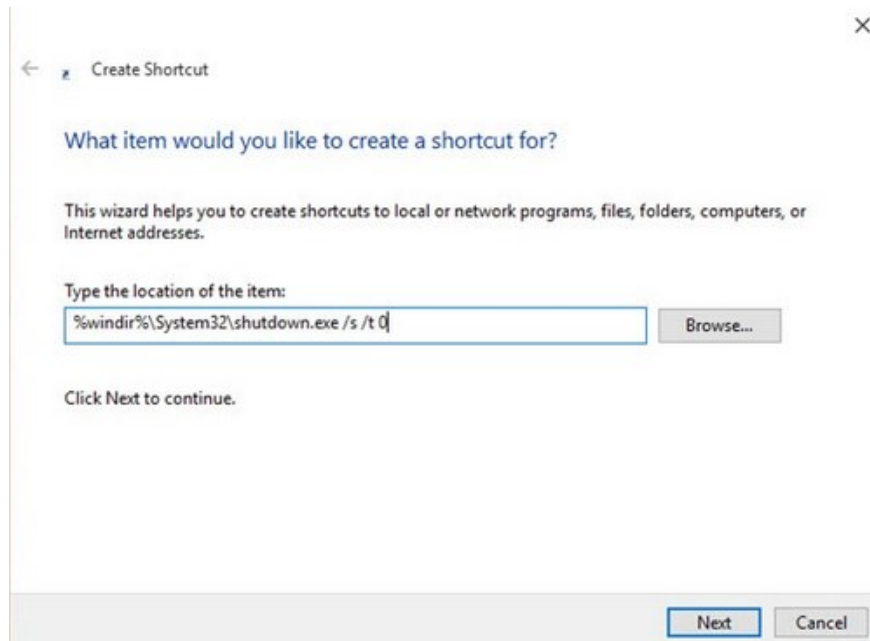 Create Shortcut
What item would you like to create a shortcut for?
This wizard helps you to create shortcuts to local or network programs, files, folders, computers, or
Internet addresses.
Type the location of the item:
%windir%\System32\shutdown.exe /s /t 0
Browse...
Click Next to continue.
Next
Cancel